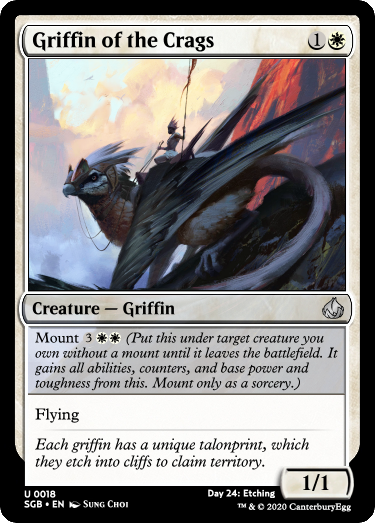 Griffin of the Crags 1
Creature — Griffin
Mount 3 (Put this under target creature you
own without a mount until it leaves the battlefield. It
gains all abilities, counters, and base power and
toughness from this. Mount only as a sorcery.)
Flying
Each griffin has a unique talonprint, which
they etch into cliffs to claim territory.
1/1
U 0018 Day 24: Etching
SGB • EN Sung Choi ™ & © 2020 CanterburyEgg